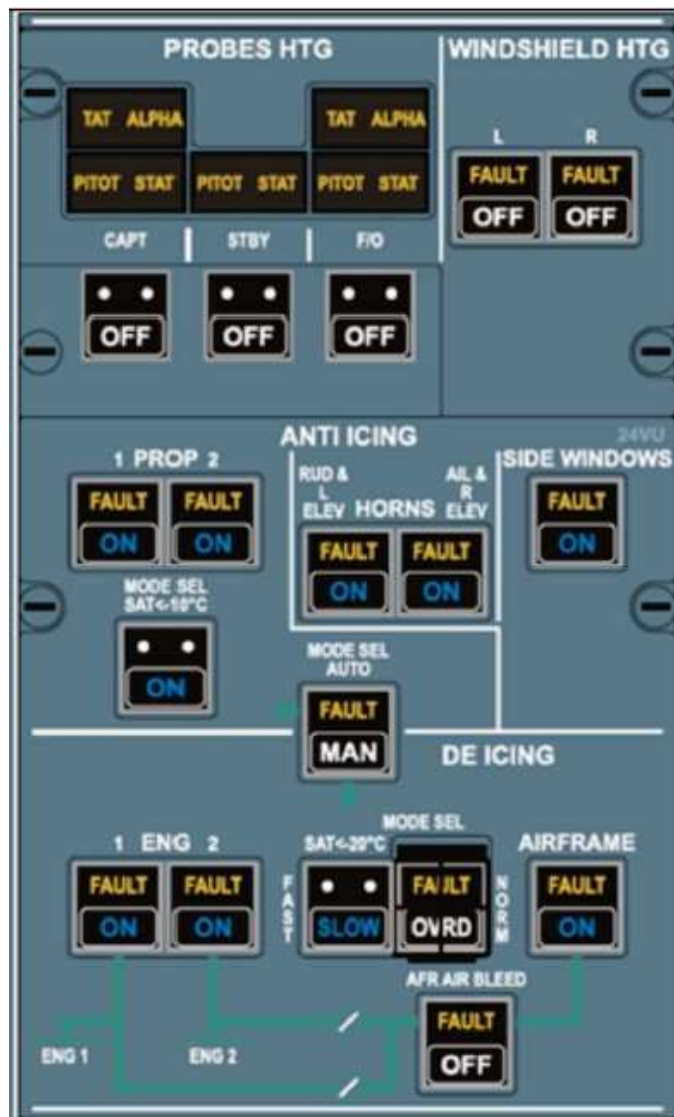 PROBES HTG
WINDSHIELD HTG
TAT ALPHA
TAT ALPHA
PITOT STAT
PITOT STAT
PITOT STAT
L
R
FAULT
FAULT
OFF
OFF
CAPT
STBY
F/O
OFF
OFF
OFF
ANTI ICING
24VU
1 PROP 2
FAULT
FAULT
ON
ON
MODE SEL
SAT<-10°C
ON
RUD &
L
ELEV
HORNS
AIL &
R
ELEV
FAULT
FAULT
ON
ON
SIDE WINDOWS
FAULT
ON
MODE SEL
AUTO
FAULT
MAN
DE ICING
1 ENG 2
FAULT
FAULT
ON
ON
MODE SEL
SAT<-20°C
FAST
SLOW
FAULT
OVRD
NORM
AIRFRAME
FAULT
ON
AFR AIR BLEED
FAULT
OFF
ENG 1
ENG 2